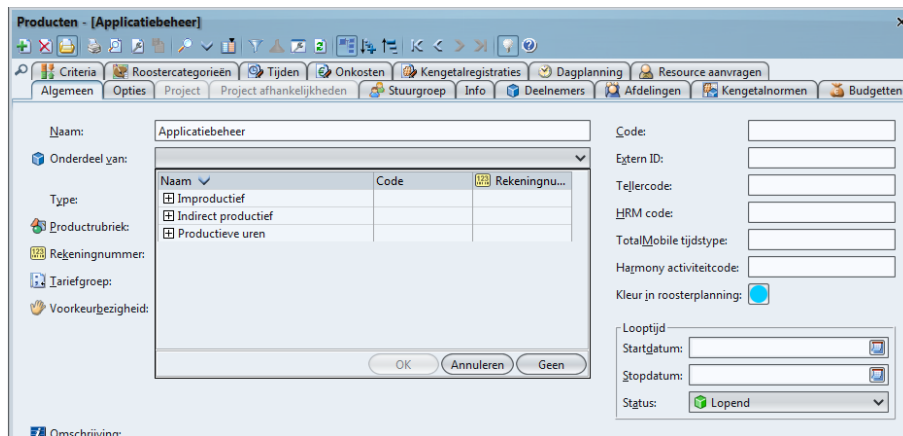 Producten - [Applicatiebeheer]
Criteria Roostercategorieën Tijden Onkosten Kengetalregistraties Dagplanning Resource aanvragen
Algemeen Opties Project Project afhankelijkheden Stuurgroep Info Deelnemers Afdelingen Kengetalnormen Budgetten
Naam: Applicatiebeheer
Onderdeel van:
Naam Code Rekeningnu...
Improductief
Indirect productief
Productieve uren
OK Annuleren Geen
Type:
Productrubriek:
Rekeningnummer:
Tariefgroep:
Voorkeurbezigheid:
Omschrijving:
Code:
Extern ID:
Tellercode:
HRM code:
TotalMobile tijdstype:
Harmony activiteitcode:
Kleur in roosterplanning:
Looptijd
Startdatum:
Stopdatum:
Status: Lopend